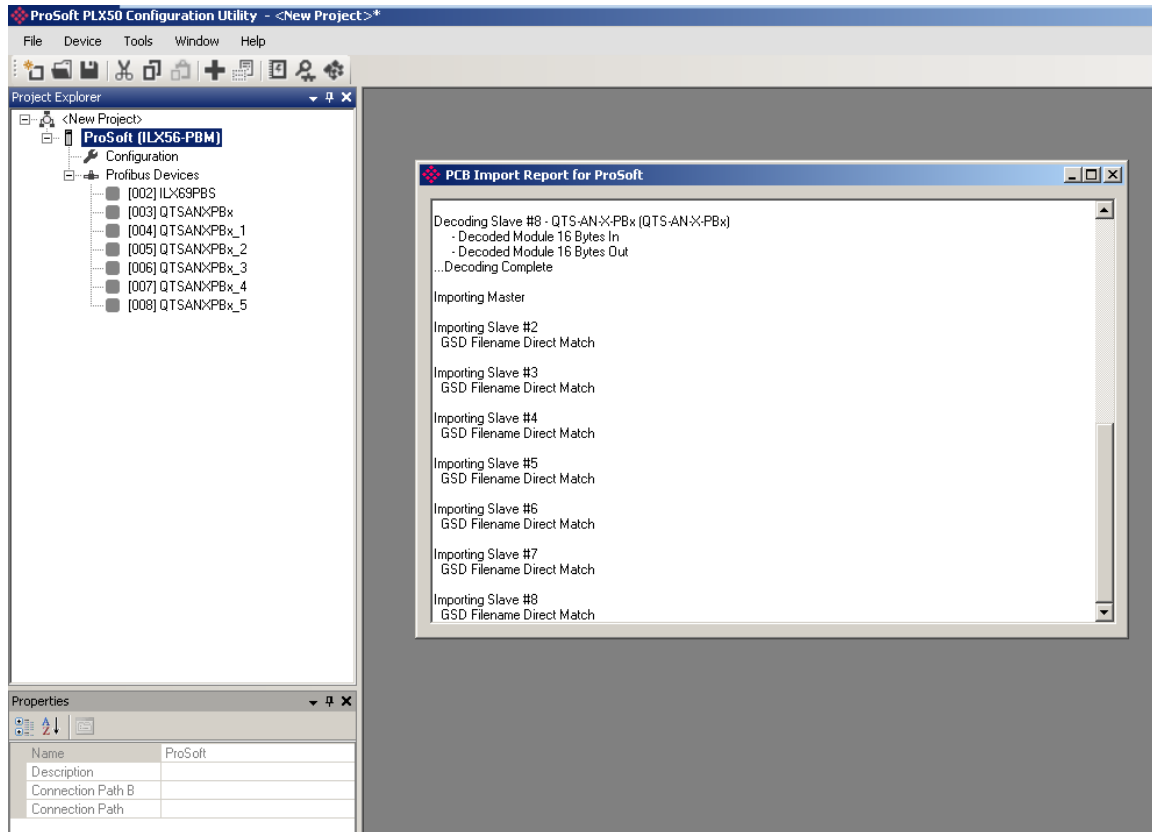 ProSoft PLX50 Configuration Utility - <New Project>*
File Device Tools Window Help
Project Explorer
<New Project>
ProSoft (ILX56-PBM)
Configuration
Profibus Devices
[002] ILX69PBS
[003] QTSANXPBx
[004] QTSANXPBx_1
[005] QTSANXPBx_2
[006] QTSANXPBx_3
[007] QTSANXPBx_4
[008] QTSANXPBx_5
PCB Import Report for ProSoft
Decoding Slave #8 - QTS-AN-X-PBx (QTS-AN-X-PBx)
- Decoded Module 16 Bytes In
- Decoded Module 16 Bytes Out
...Decoding Complete
Importing Master
Importing Slave #2
GSD Filename Direct Match
Importing Slave #3
GSD Filename Direct Match
Importing Slave #4
GSD Filename Direct Match
Importing Slave #5
GSD Filename Direct Match
Importing Slave #6
GSD Filename Direct Match
Importing Slave #7
GSD Filename Direct Match
Importing Slave #8
GSD Filename Direct Match
Properties
Name ProSoft
Description
Connection Path B
Connection Path